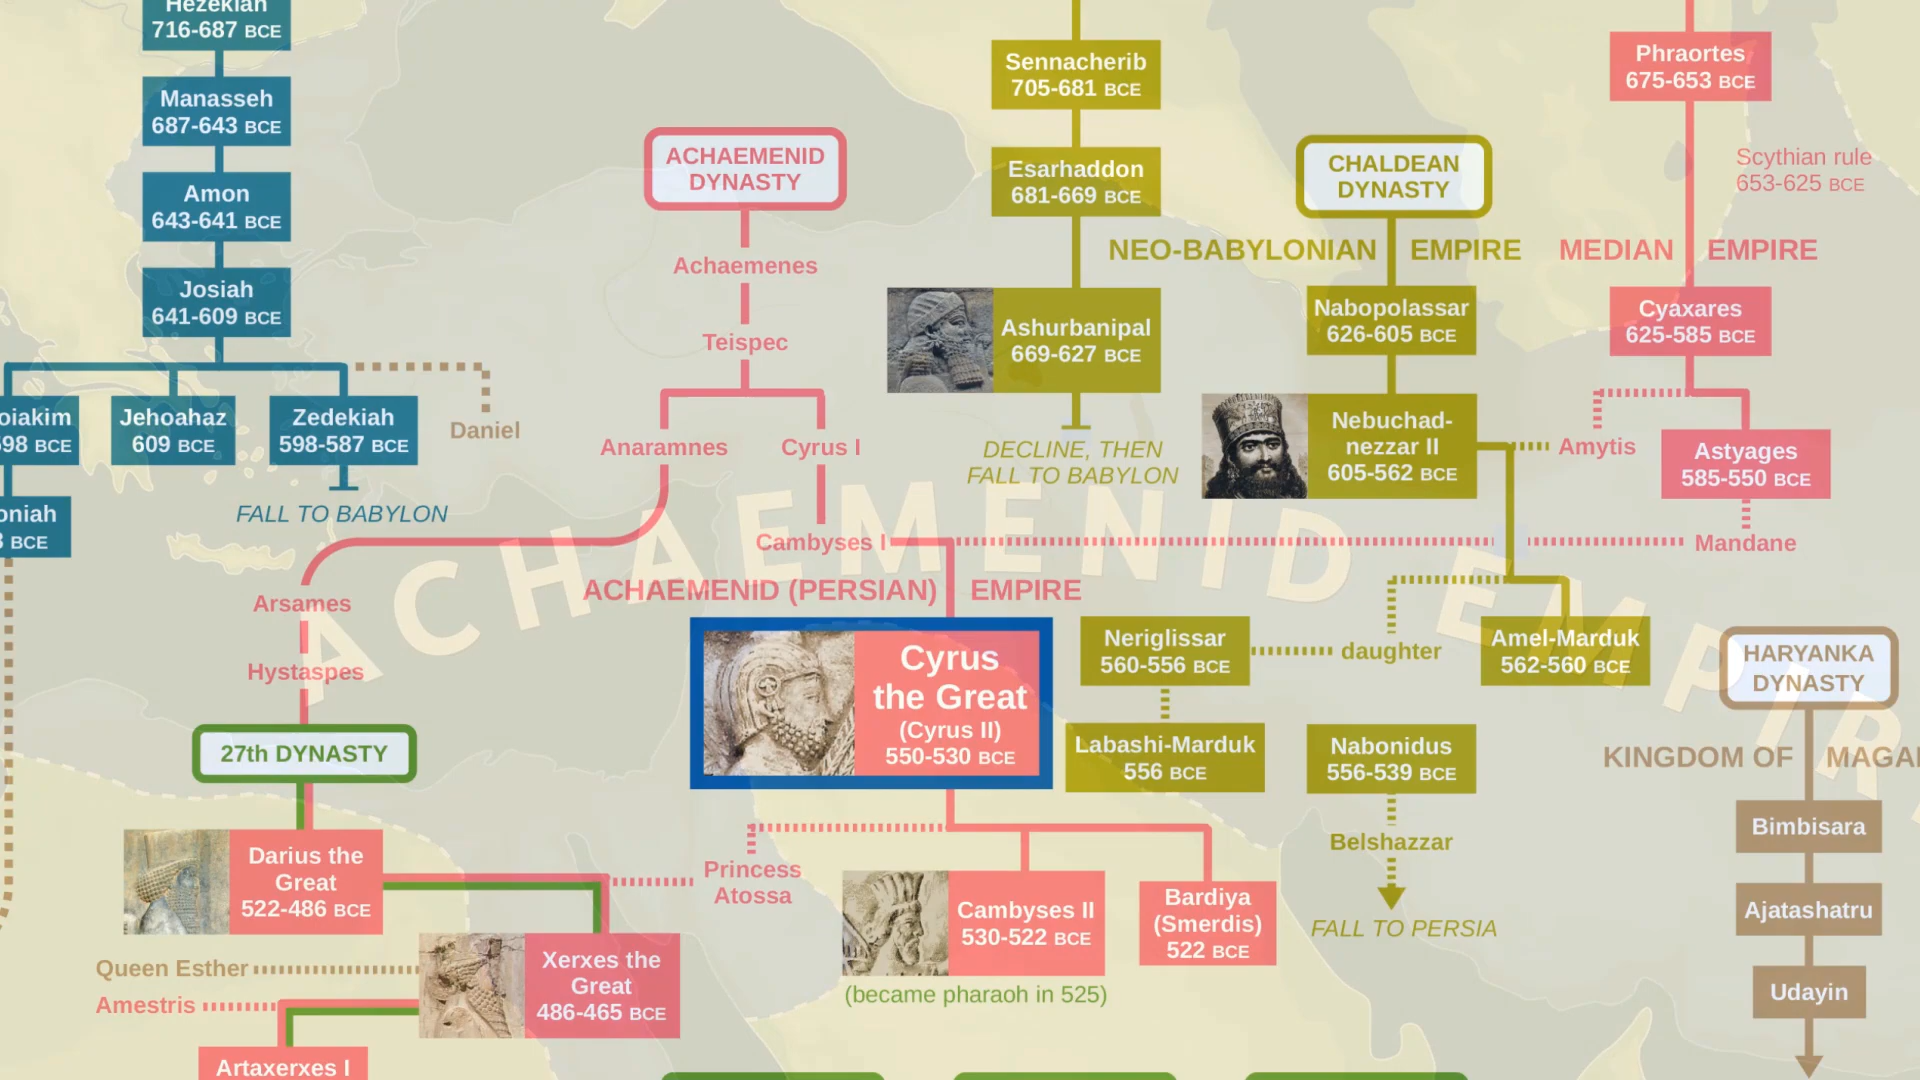 Hezekiah
716-687 BCE
Manasseh
687-643 BCE
Amon
643-641 BCE
Josiah
641-609 BCE
oiakim
598 BCE
Jehoahaz
609 BCE
Zedekiah
598-587 BCE
Daniel
oniah
BCE
FALL TO BABYLON
ACHAEMENID
DYNASTY
Achaemenes
Teispec
Anaramnes
Cyrus I
Cambyses I
Arsames
Hystaspes
ACHAEMENID (PERSIAN) EMPIRE
ACHAEMENID EMPIRE
Sennacherib
705-681 BCE
Esarhaddon
681-669 BCE
Ashurbanipal
669-627 BCE
DECLINE, THEN
FALL TO BABYLON
CHALDEAN
DYNASTY
NEO-BABYLONIAN EMPIRE
Nabopolassar
626-605 BCE
Nebuchad-
nezzar II
605-562 BCE
Phraortes
675-653 BCE
Scythian rule
653-625 BCE
MEDIAN EMPIRE
Cyaxares
625-585 BCE
Amytis
Astyages
585-550 BCE
Mandane
Cyrus
the Great
(Cyrus II)
550-530 BCE
Neriglissar
560-556 BCE
daughter
Amel-Marduk
562-560 BCE
Labashi-Marduk
556 BCE
Nabonidus
556-539 BCE
Belshazzar
FALL TO PERSIA
HARYANKA
DYNASTY
KINGDOM OF MAGA
Bimbisara
Ajatashatru
Udayin
27th DYNASTY
Darius the
Great
522-486 BCE
Princess
Atossa
Cambyses II
530-522 BCE
(became pharaoh in 525)
Bardiya
(Smerdis)
522 BCE
Queen Esther
Amestris
Xerxes the
Great
486-465 BCE
Artaxerxes I